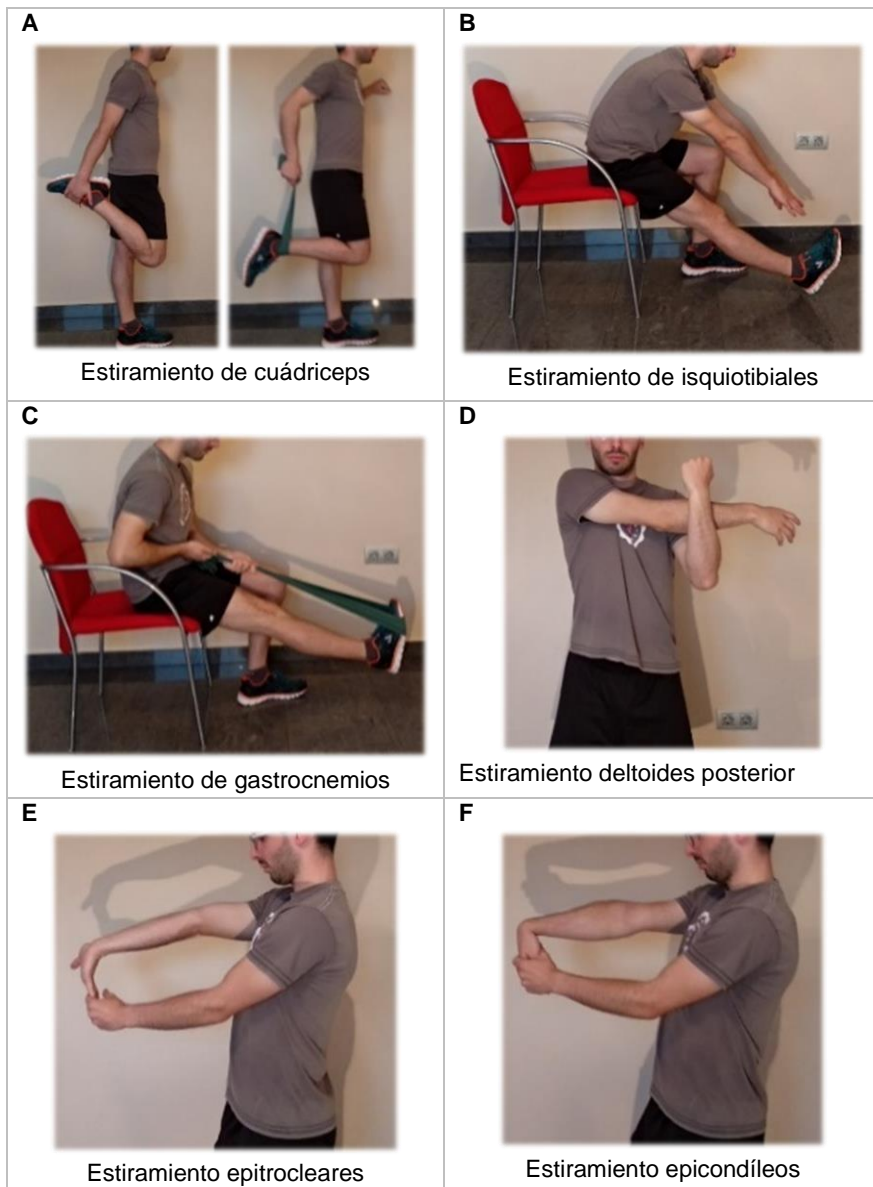 A
B
Estiramiento de cuádriceps
Estiramiento de isquiotibiales
C
D
Estiramiento de gastrocnemios
Estiramiento deltoides posterior
E
F
Estiramiento epitrocleares
Estiramiento epicondíleos